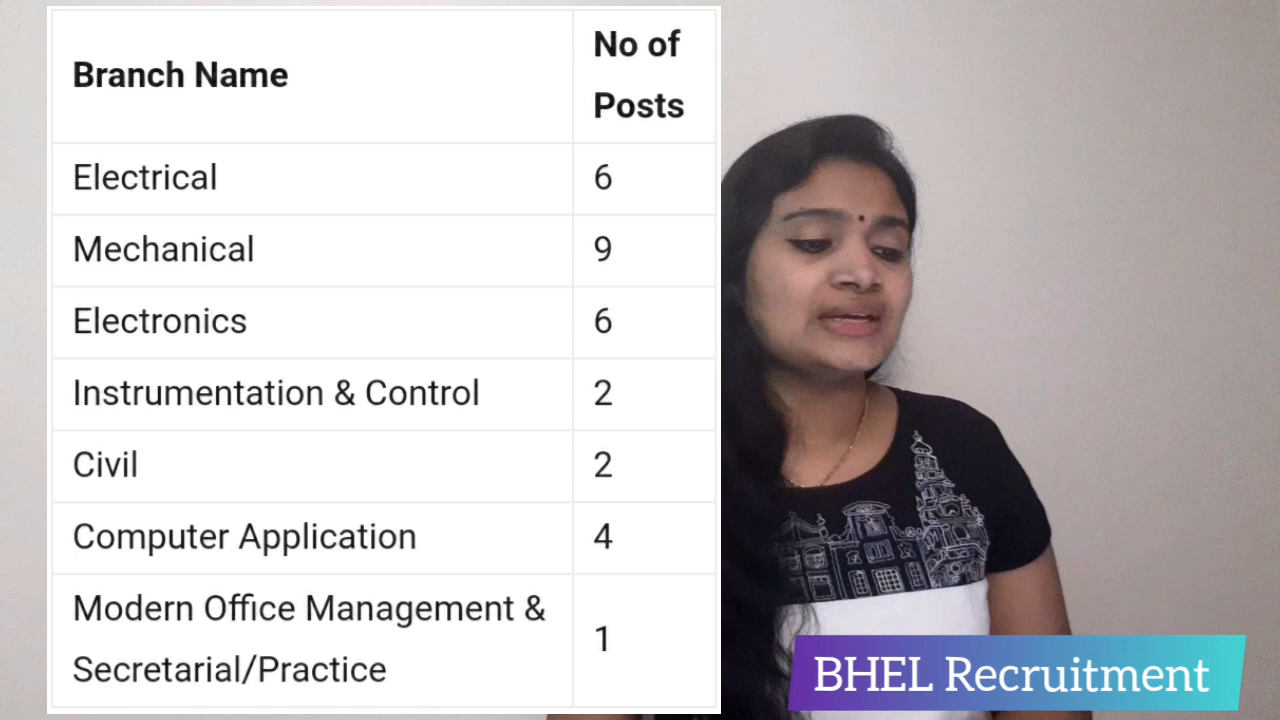 Branch Name
No of
Posts
Electrical 6
Mechanical 9
Electronics 6
Instrumentation & Control 2
Civil 2
Computer Application 4
Modern Office Management &
Secretarial/Practice
1
BHEL Recruitment